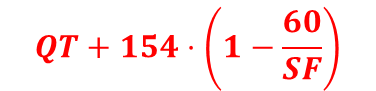 QT + 154 · (1 − 60/SF)